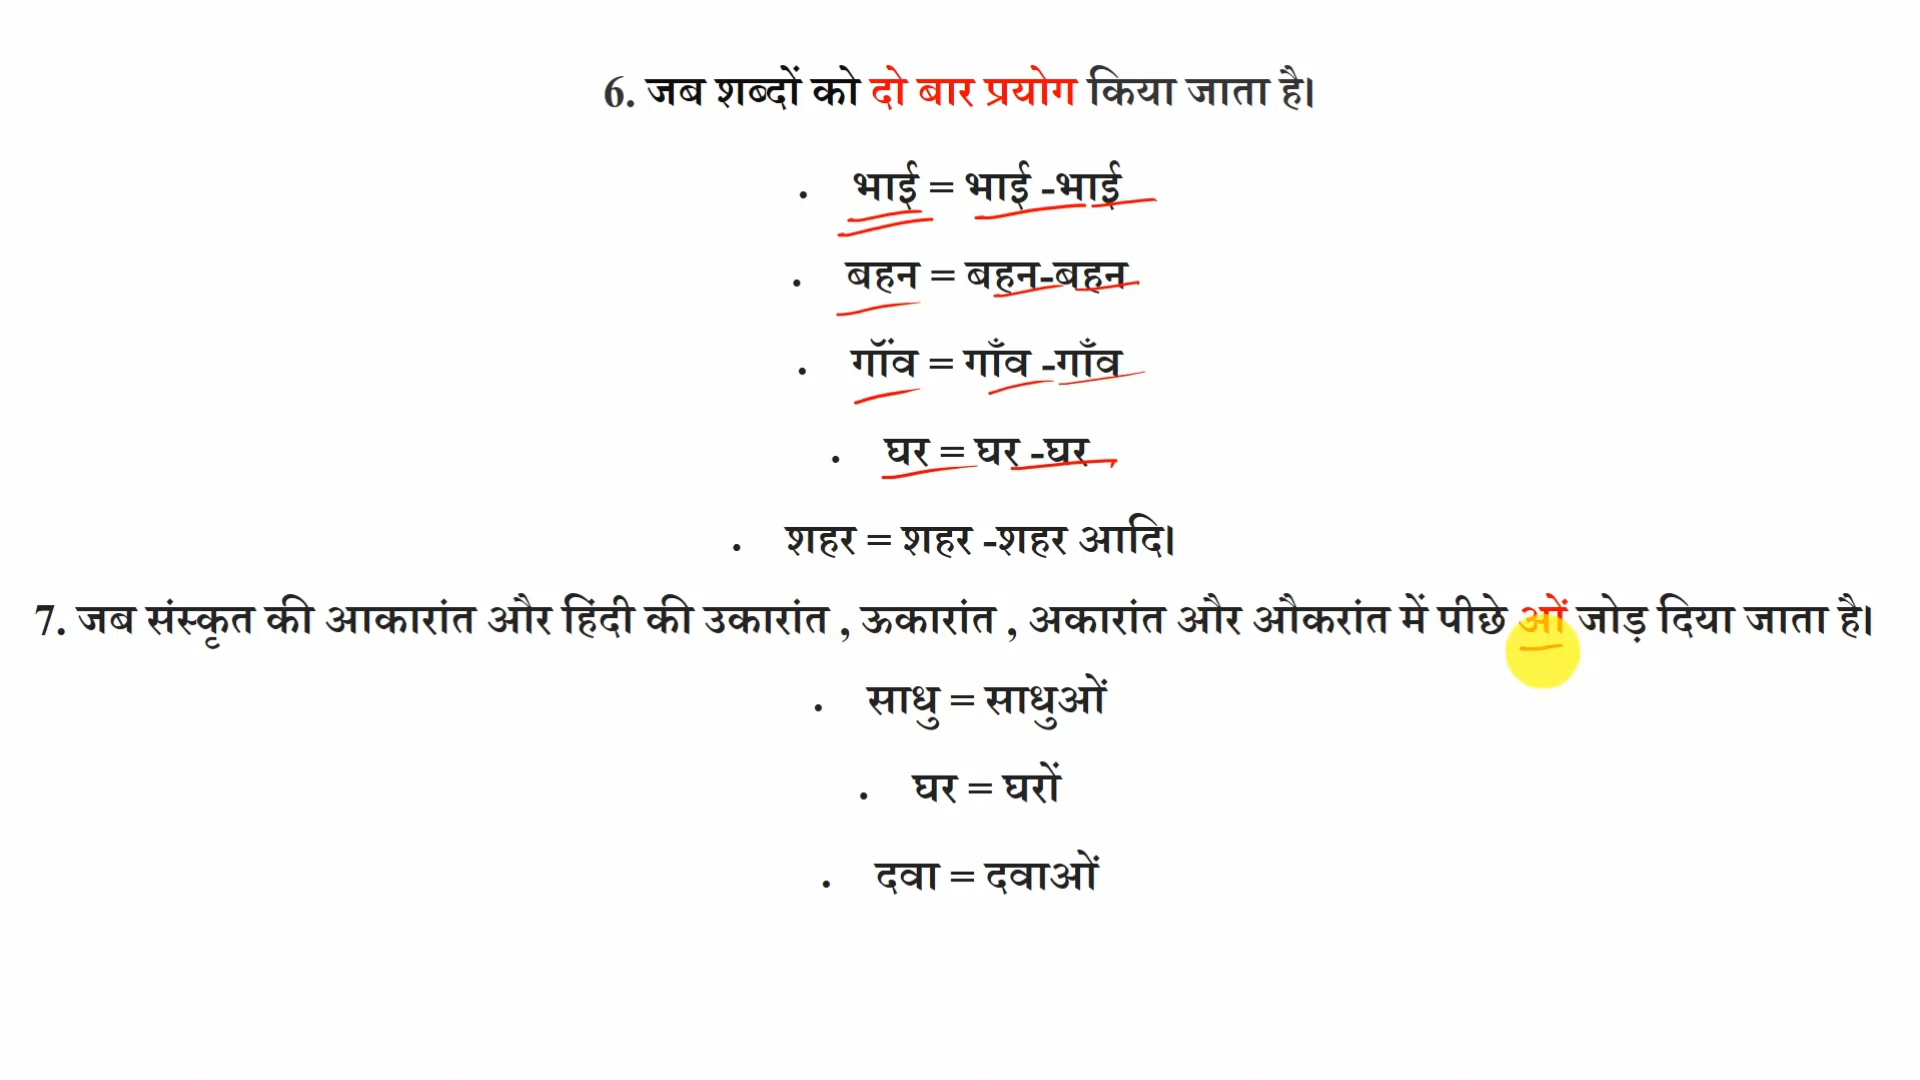 6. जब शब्दों को दो बार प्रयोग किया जाता है।
• भाई = भाई -भाई
• बहन = बहन-बहन
• गॉंव = गाँव -गाँव
• घर = घर -घर
• शहर = शहर -शहर आदि।
7. जब संस्कृत की आकारांत और हिंदी की उकारांत , ऊकारांत , अकारांत और औकरांत में पीछे ओं जोड़ दिया जाता है।
• साधु = साधुओं
• घर = घरों
• दवा = दवाओं